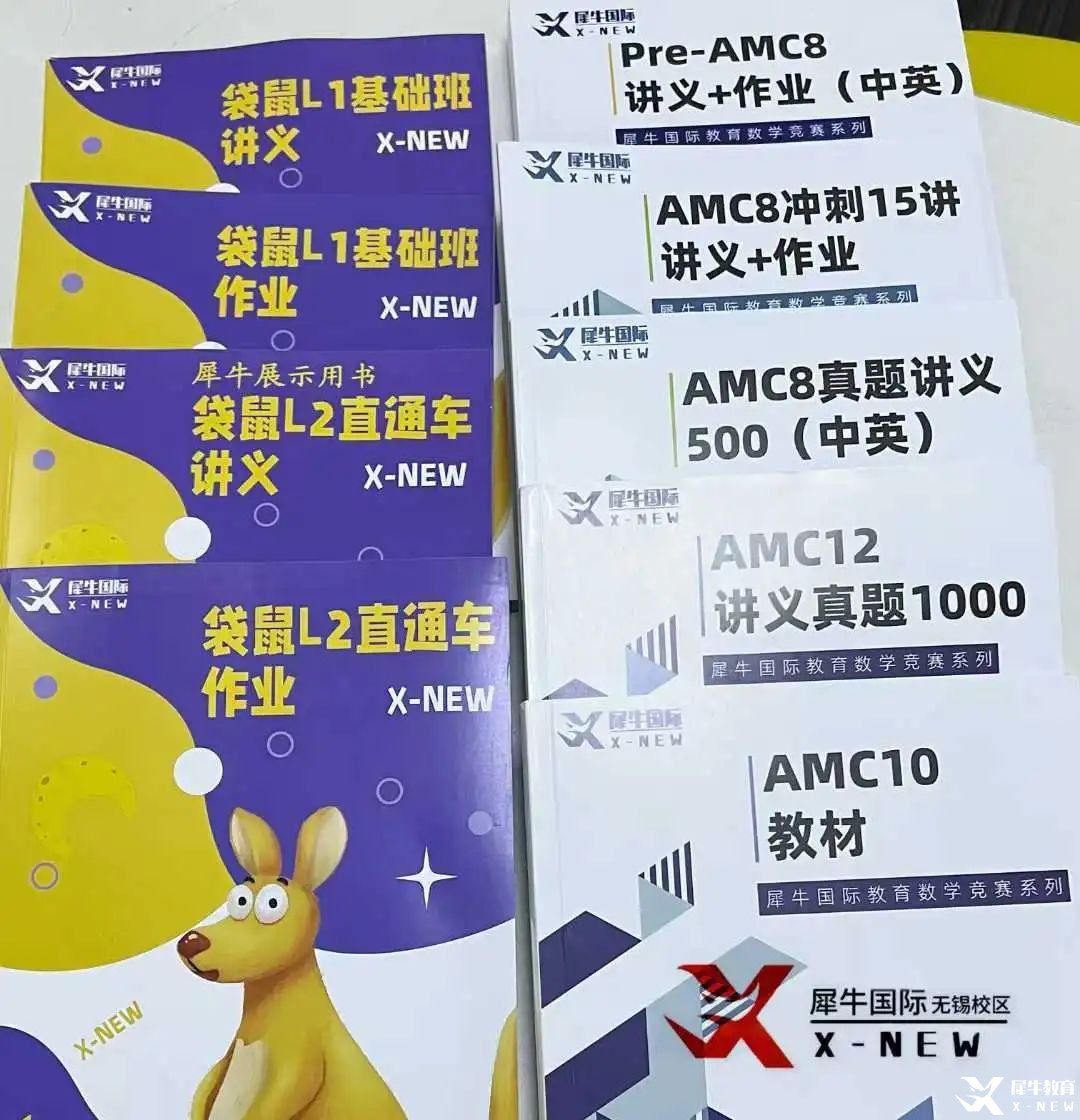 犀牛国际
X-NEW
袋鼠L1基础班
讲义
X-NEW
犀牛国际
X-NEW
袋鼠L1基础班
作业
X-NEW
犀牛国际
X-NEW
犀牛展示用书
袋鼠L2直通车
讲义
X-NEW
犀牛国际
X-NEW
袋鼠L2直通车
作业
X-NEW
X-NEW
犀牛国际
X-NEW
Pre-AMC8
讲义+作业（中英）
犀牛国际教育数学竞赛系列
犀牛国际
X-NEW
AMC8冲刺15讲
讲义+作业
犀牛国际教育数学竞赛系列
犀牛国际
X-NEW
AMC8真题讲义
500（中英）
犀牛国际
X-NEW
AMC12
讲义真题1000
犀牛国际教育数学竞赛系列
犀牛国际
X-NEW
AMC10
教材
犀牛国际教育数学竞赛系列
犀牛国际 无锡校区
X-NEW
犀牛教育
X-NEW